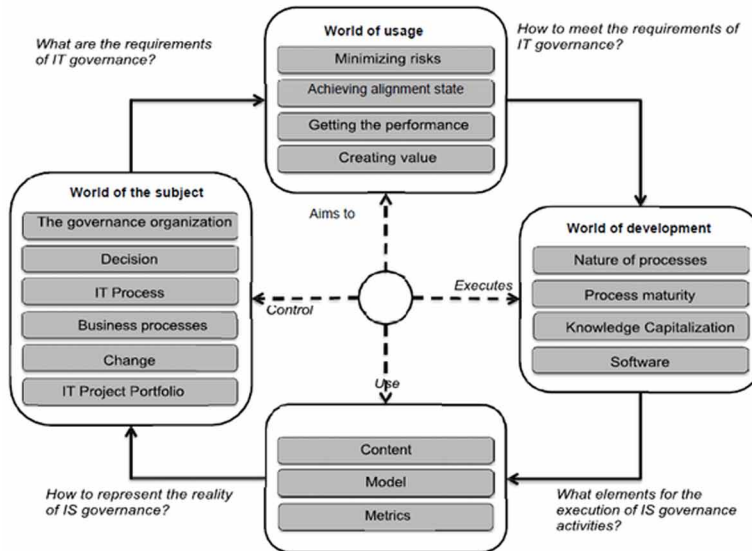 What are the requirements
of IT governance?
World of usage
Minimizing risks
Achieving alignment state
Getting the performance
Creating value
How to meet the requirements of
IT governance?
World of the subject
The governance organization
Decision
IT Process
Business processes
Change
IT Project Portfolio
Aims to
Control
Executes
Use
World of development
Nature of processes
Process maturity
Knowledge Capitalization
Software
Content
Model
Metrics
How to represent the reality
of IS governance?
What elements for the
execution of IS governance
activities?